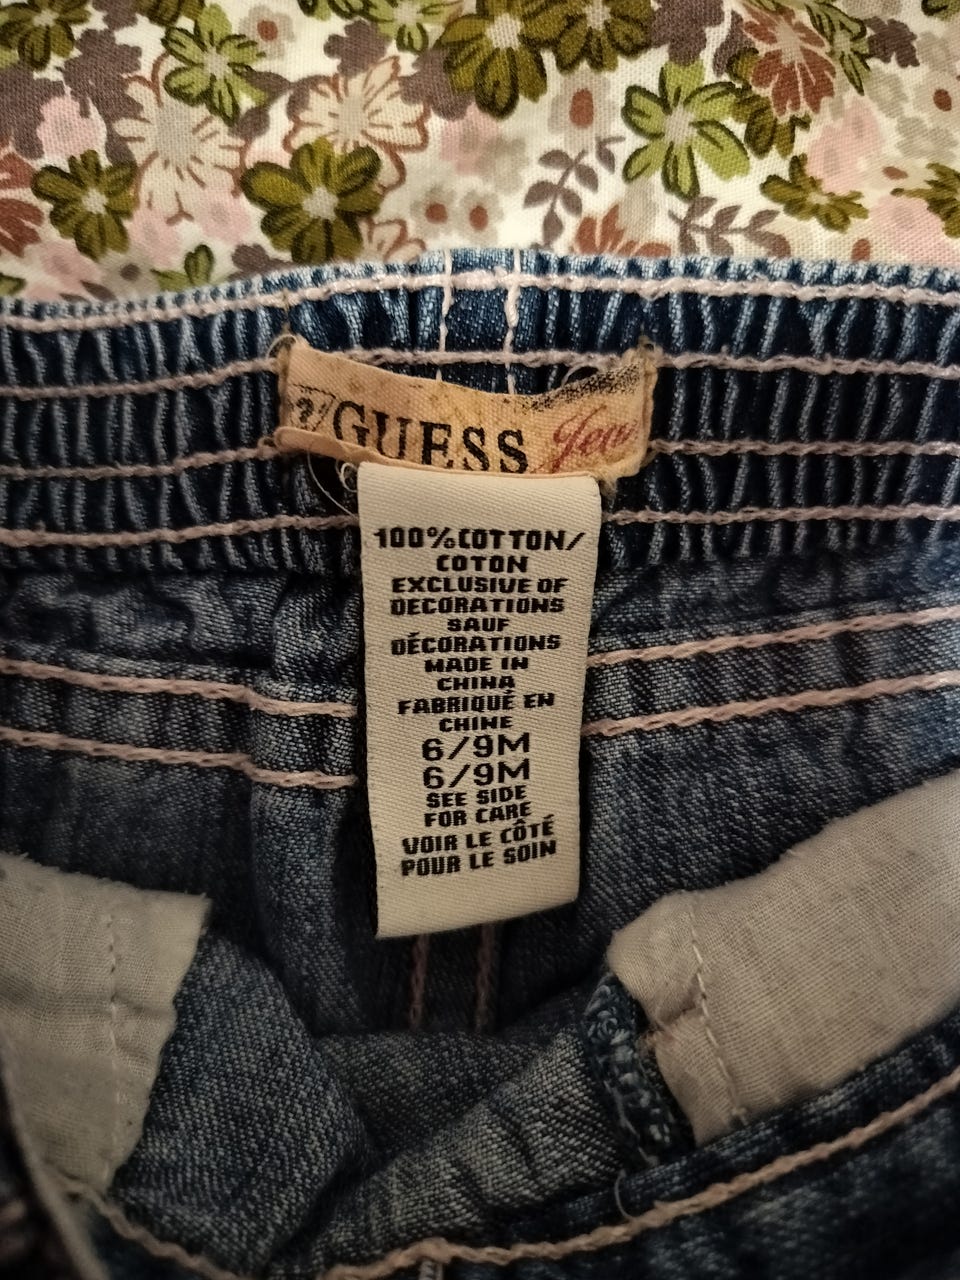 ?/GUESS Jeans
100%COTTON/
COTON
EXCLUSIVE OF
DECORATIONS
SAUF
DÉCORATIONS
MADE IN
CHINA
FABRIQUÉ EN
CHINE
6/9M
6/9M
SEE SIDE
FOR CARE
VOIR LE CÔTÉ
POUR LE SOIN